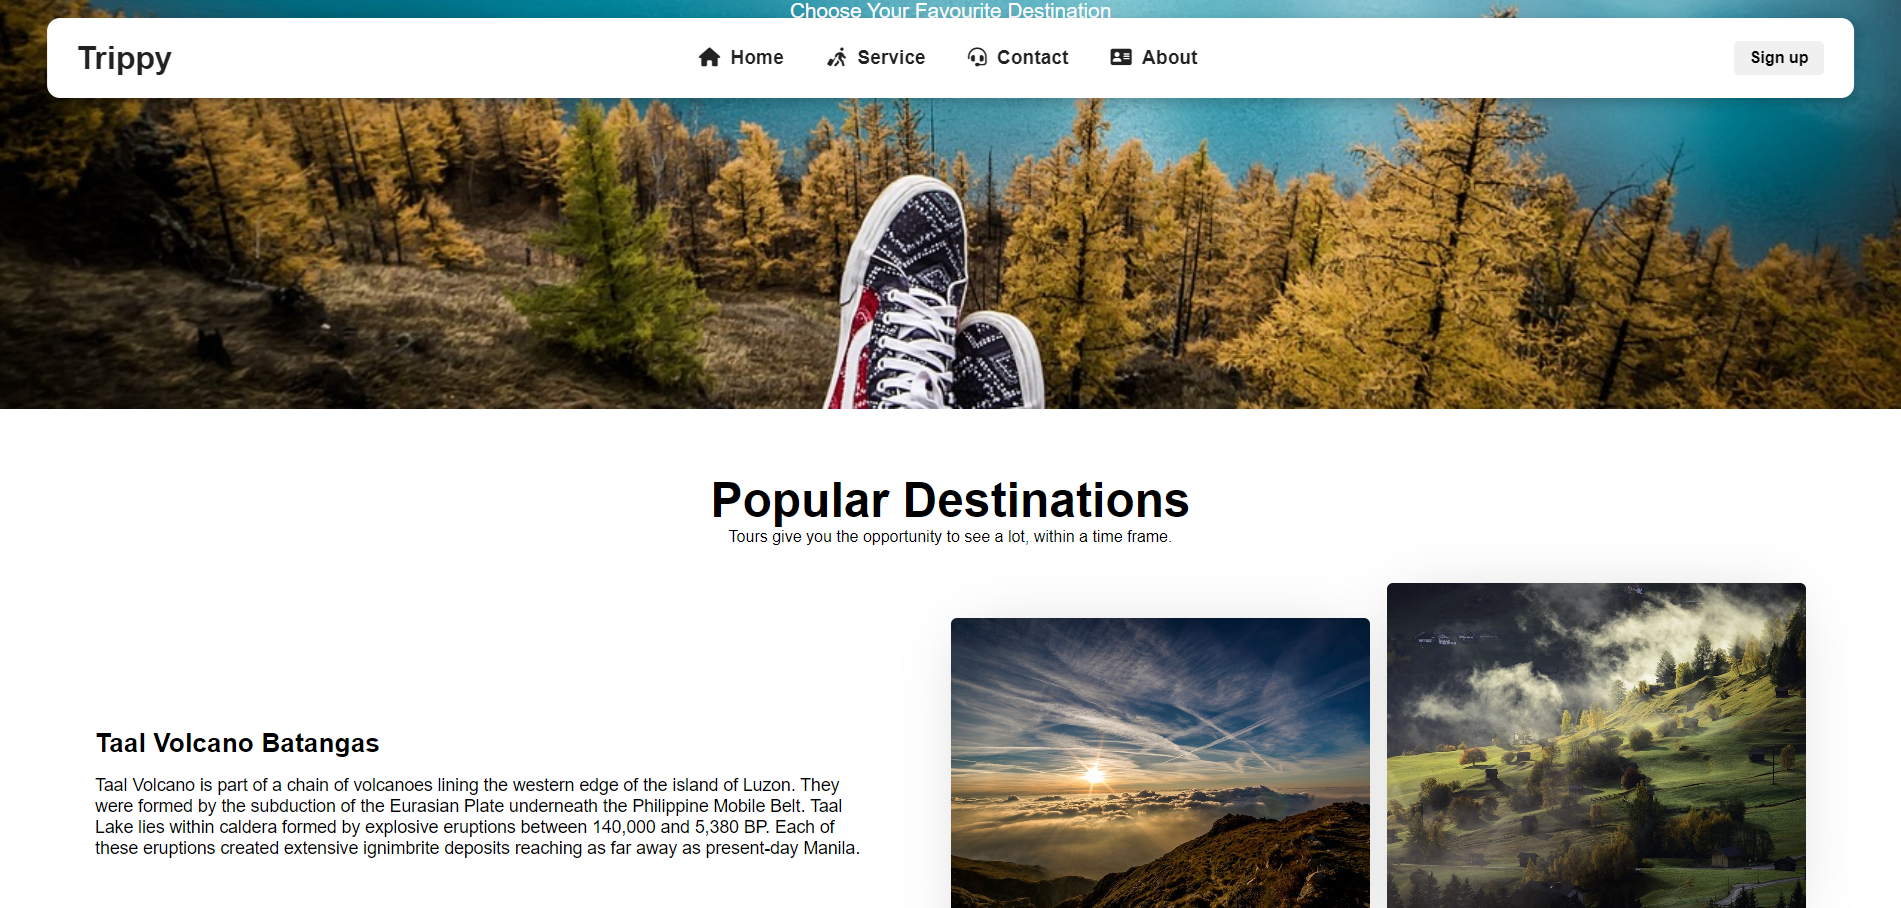 Choose Your Favourite Destination
Trippy
Home
Service
Contact
About
Sign up
Popular Destinations
Tours give you the opportunity to see a lot, within a time frame.
Taal Volcano Batangas
Taal Volcano is part of a chain of volcanoes lining the western edge of the island of Luzon. They
were formed by the subduction of the Eurasian Plate underneath the Philippine Mobile Belt. Taal
Lake lies within caldera formed by explosive eruptions between 140,000 and 5,380 BP. Each of
these eruptions created extensive ignimbrite deposits reaching as far away as present-day Manila.